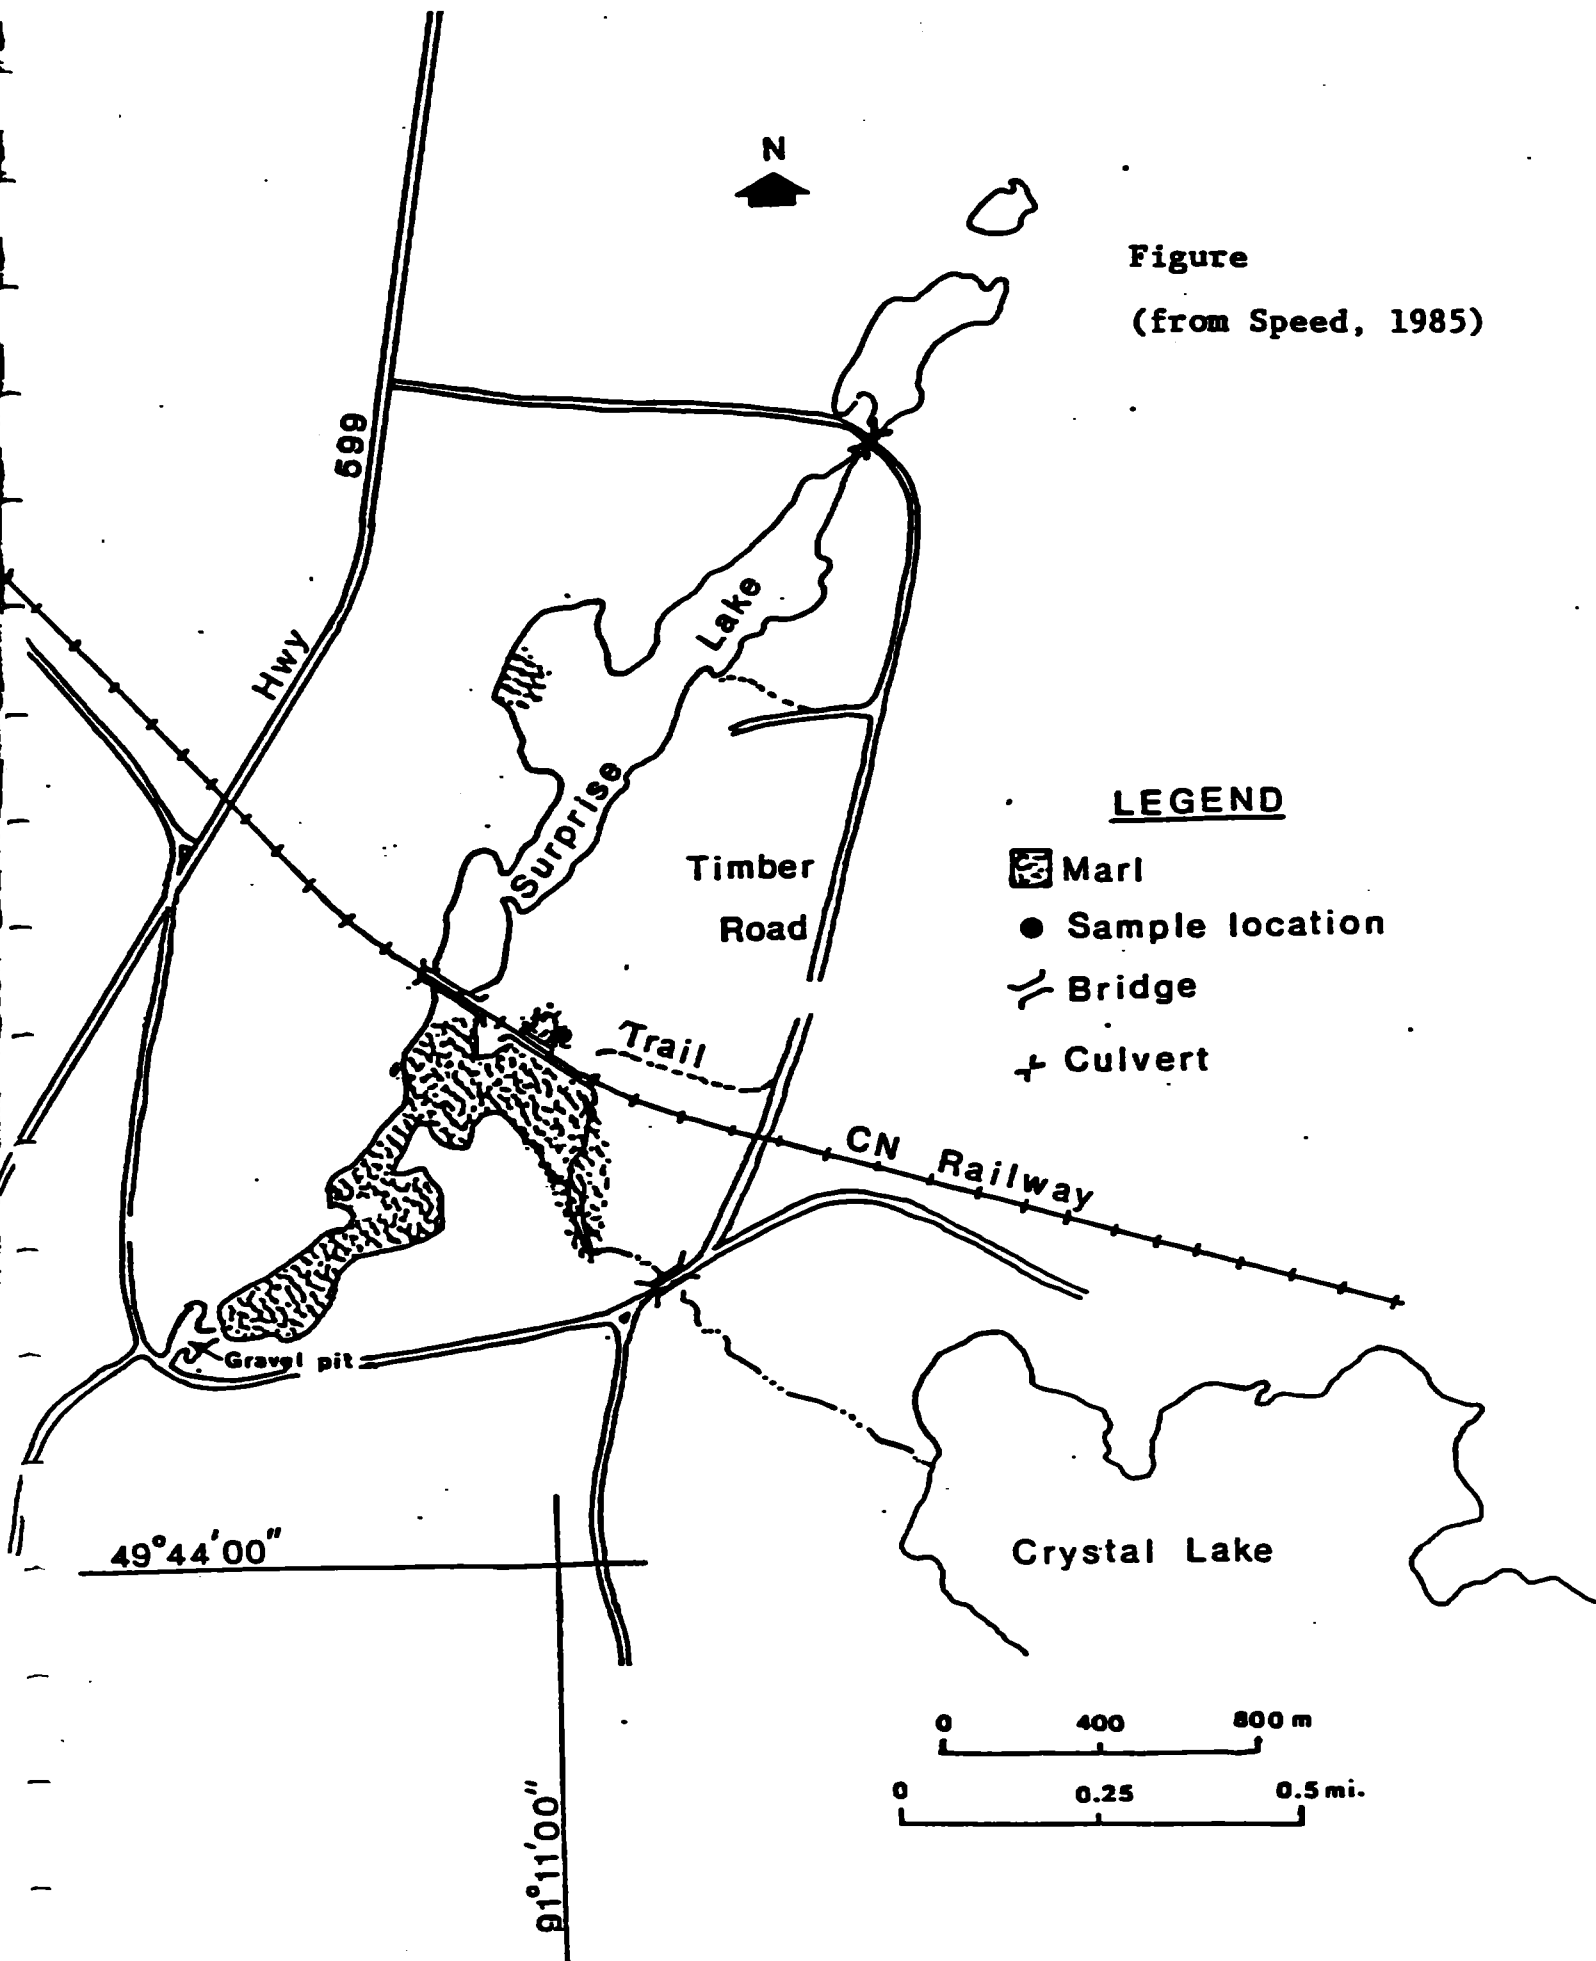 N
Figure
(from Speed, 1985)
599
Hwy
Lake
Surprise
Timber
Road
LEGEND
Marl
Sample location
Bridge
Culvert
Trail
CN Railway
Gravel pit
49°44'00"
Crystal Lake
0 400 800 m
0 0.25 0.5 mi.
91°11'00"